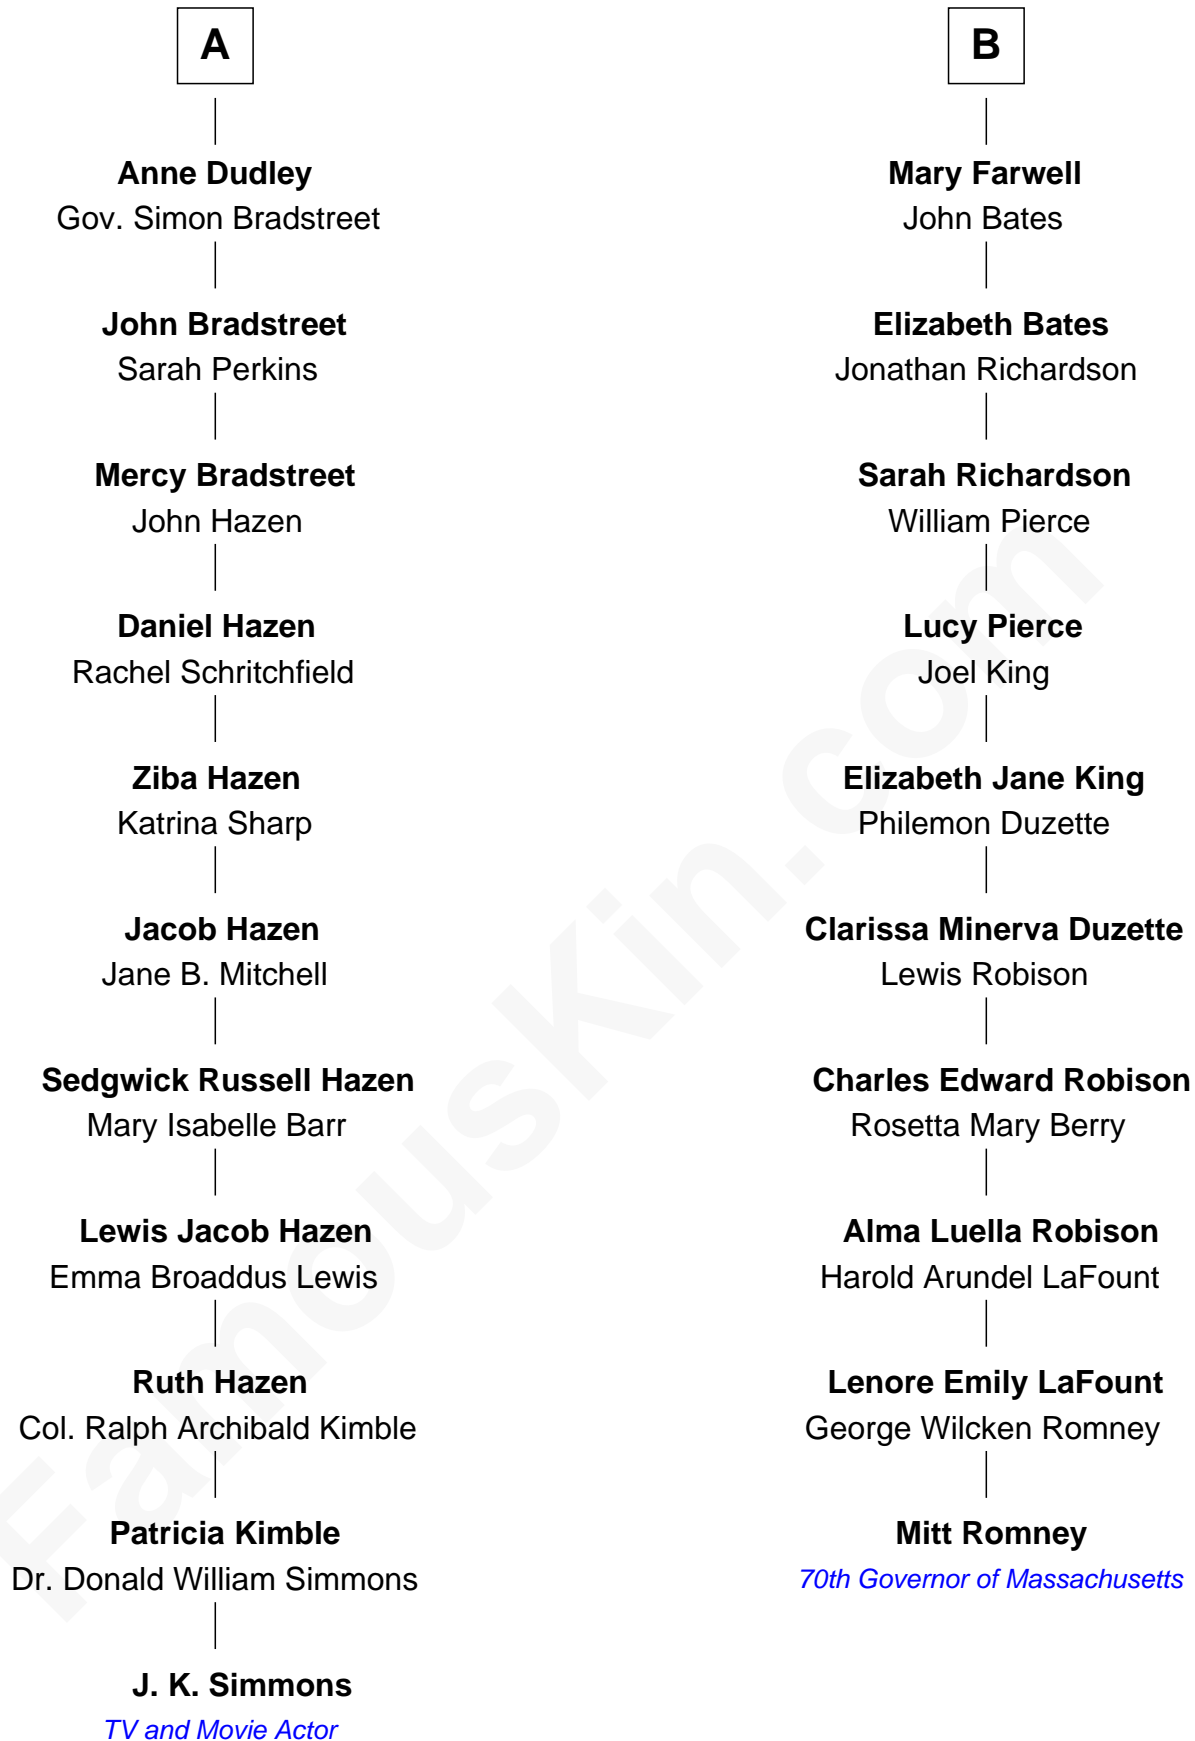 A
Anne Dudley
Gov. Simon Bradstreet
John Bradstreet
Sarah Perkins
Mercy Bradstreet
John Hazen
Daniel Hazen
Rachel Schritchfield
Ziba Hazen
Katrina Sharp
Jacob Hazen
Jane B. Mitchell
Sedgwick Russell Hazen
Mary Isabelle Barr
Lewis Jacob Hazen
Emma Broaddus Lewis
Ruth Hazen
Col. Ralph Archibald Kimble
Patricia Kimble
Dr. Donald William Simmons
J. K. Simmons
TV and Movie Actor
B
Mary Farwell
John Bates
Elizabeth Bates
Jonathan Richardson
Sarah Richardson
William Pierce
Lucy Pierce
Joel King
Elizabeth Jane King
Philemon Duzette
Clarissa Minerva Duzette
Lewis Robison
Charles Edward Robison
Rosetta Mary Berry
Alma Luella Robison
Harold Arundel LaFount
Lenore Emily LaFount
George Wilcken Romney
Mitt Romney
70th Governor of Massachusetts
FamousKin.com